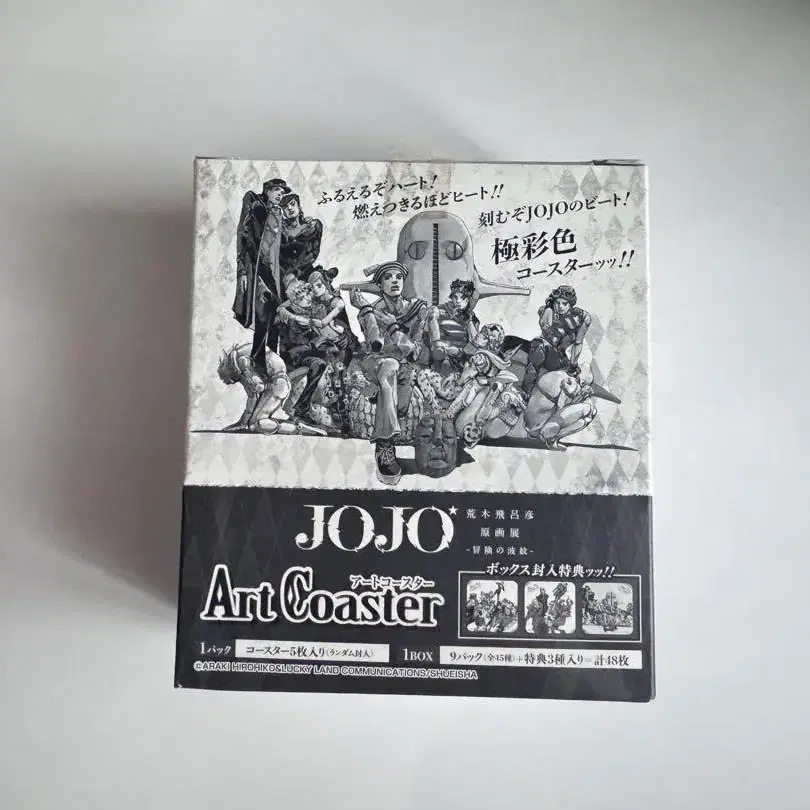 ふるえるぞハート!
燃えつきるほどヒート!!
刻むぞJOJOのビート!
極彩色
コースターッッ!!
JOJO
荒木飛呂彦
原画展
-冒険の波紋-
アートコースター
Art Coaster
ボックス封入特典ッッ!!
1パック コースター5枚入り(ランダム封入) 1BOX 9パック(全45種)+特典3種入り=計48枚
©ARAKI HIROHIKO&LUCKY LAND COMMUNICATIONS/SHUEISHA